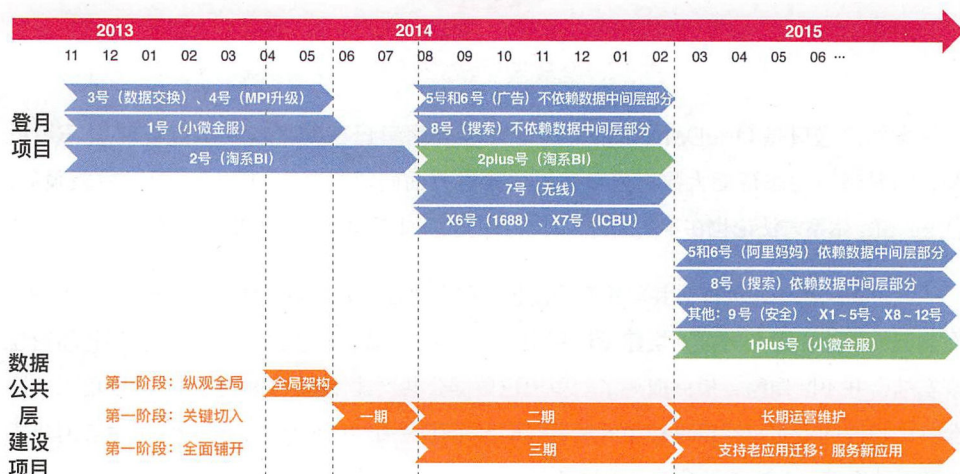 2013 2014 2015
11 12 01 02 03 04 05 06 07 08 09 10 11 12 01 02 03 04 05 06 ...
登月
项目
3号（数据交换）、4号（MPI升级）
5号和6号（广告）不依赖数据中间层部分
1号（小微金服）
8号（搜索）不依赖数据中间层部分
2号（淘系BI）
2plus号（淘系BI）
7号（无线）
X6号（1688）、X7号（ICBU）
5和6号（阿里妈妈）依赖数据中间层部分
8号（搜索）依赖数据中间层部分
其他：9号（安全）、X1~5号、X8~12号
1plus号（小微金服）
数据
公共
层
建设
项目
第一阶段：纵观全局
全局架构
第一阶段：关键切入
一期
二期
长期运营维护
第一阶段：全面铺开
三期
支持老应用迁移；服务新应用